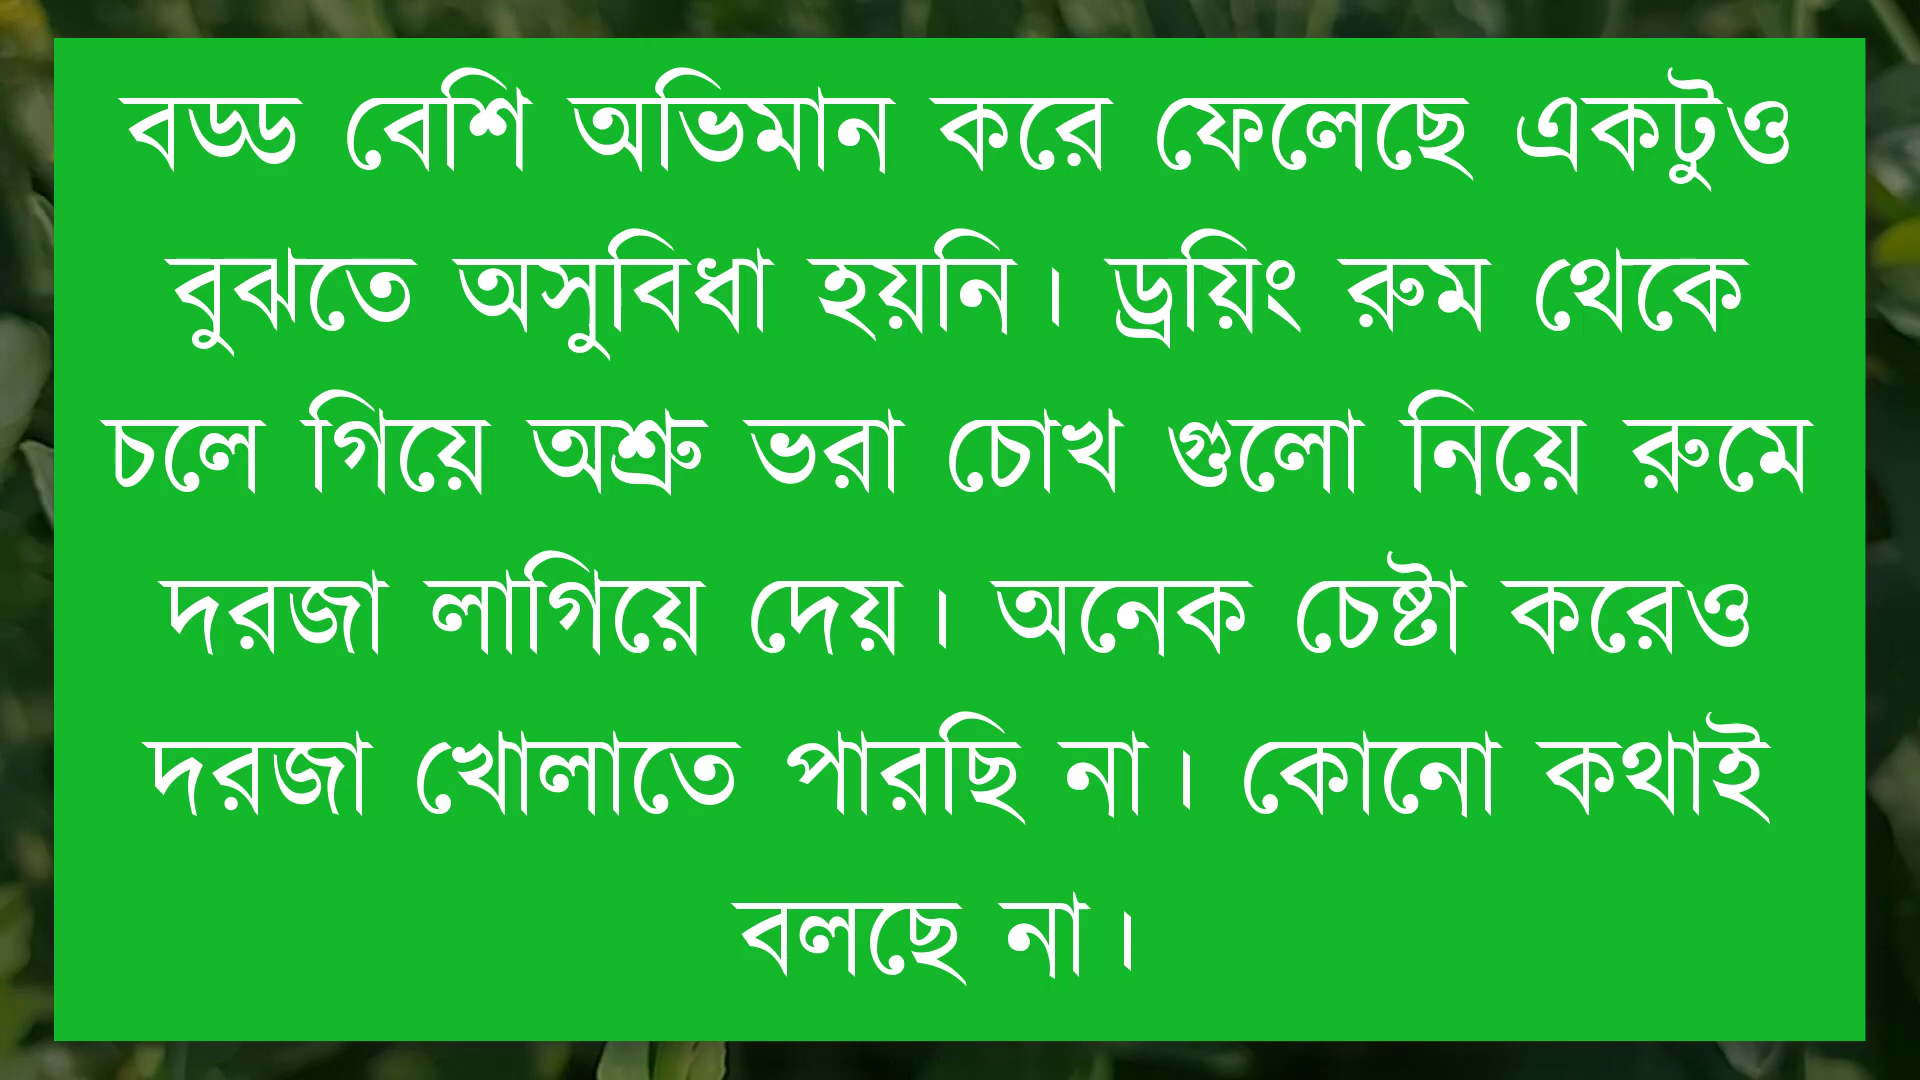 বড্ড বেশি অভিমান করে ফেলেছে একটুও
বুঝতে অসুবিধা হয়নি। ড্রয়িং রুম থেকে
চলে গিয়ে অশ্রু ভরা চোখ গুলো নিয়ে রুমে
দরজা লাগিয়ে দেয়। অনেক চেষ্টা করেও
দরজা খোলাতে পারছি না। কোনো কথাই
বলছে না।